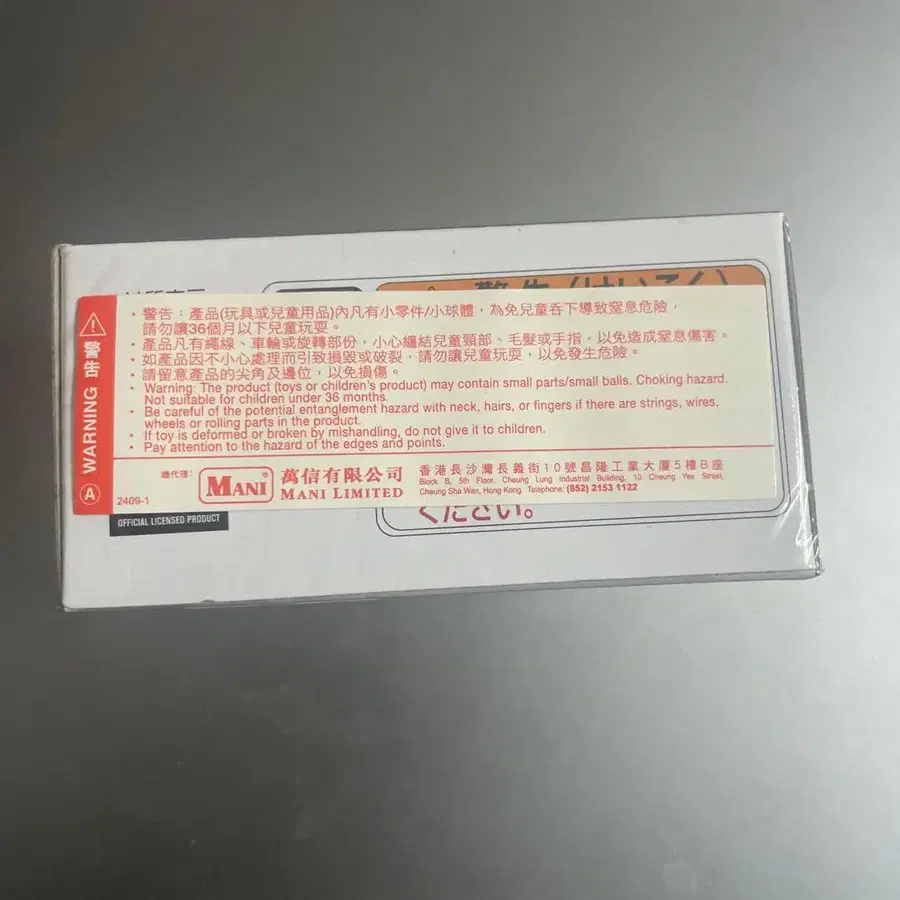 警告（けいこく）
⚠ 警告 WARNING Ⓐ
• 警告：產品(玩具或兒童用品)內凡有小零件/小球體，為免兒童吞下導致窒息危險，
請勿讓36個月以下兒童玩耍。
• 產品凡有繩線、車輪或旋轉部份，小心纏結兒童頸部、毛髮或手指，以免造成窒息傷害。
• 如產品因不小心處理而引致損毀或破裂，請勿讓兒童玩耍，以免發生危險。
• 請留意產品的尖角及邊位，以免損傷。
• Warning: The product (toys or children's product) may contain small parts/small balls. Choking hazard.
Not suitable for children under 36 months.
• Be careful of the potential entanglement hazard with neck, hairs, or fingers if there are strings, wires,
wheels or rolling parts in the product.
• If toy is deformed or broken by mishandling, do not give it to children.
• Pay attention to the hazard of the edges and points.
2409-1
總代理：
MANI®
萬信有限公司
MANI LIMITED
香港長沙灣長義街10號昌隆工業大厦5樓B座
Block B, 5th Floor, Cheung Lung Industrial Building, 10 Cheung Yee Street,
Cheung Sha Wan, Hong Kong. Telephone: (852) 2153 1122
OFFICIAL LICENSED PRODUCT
ください。